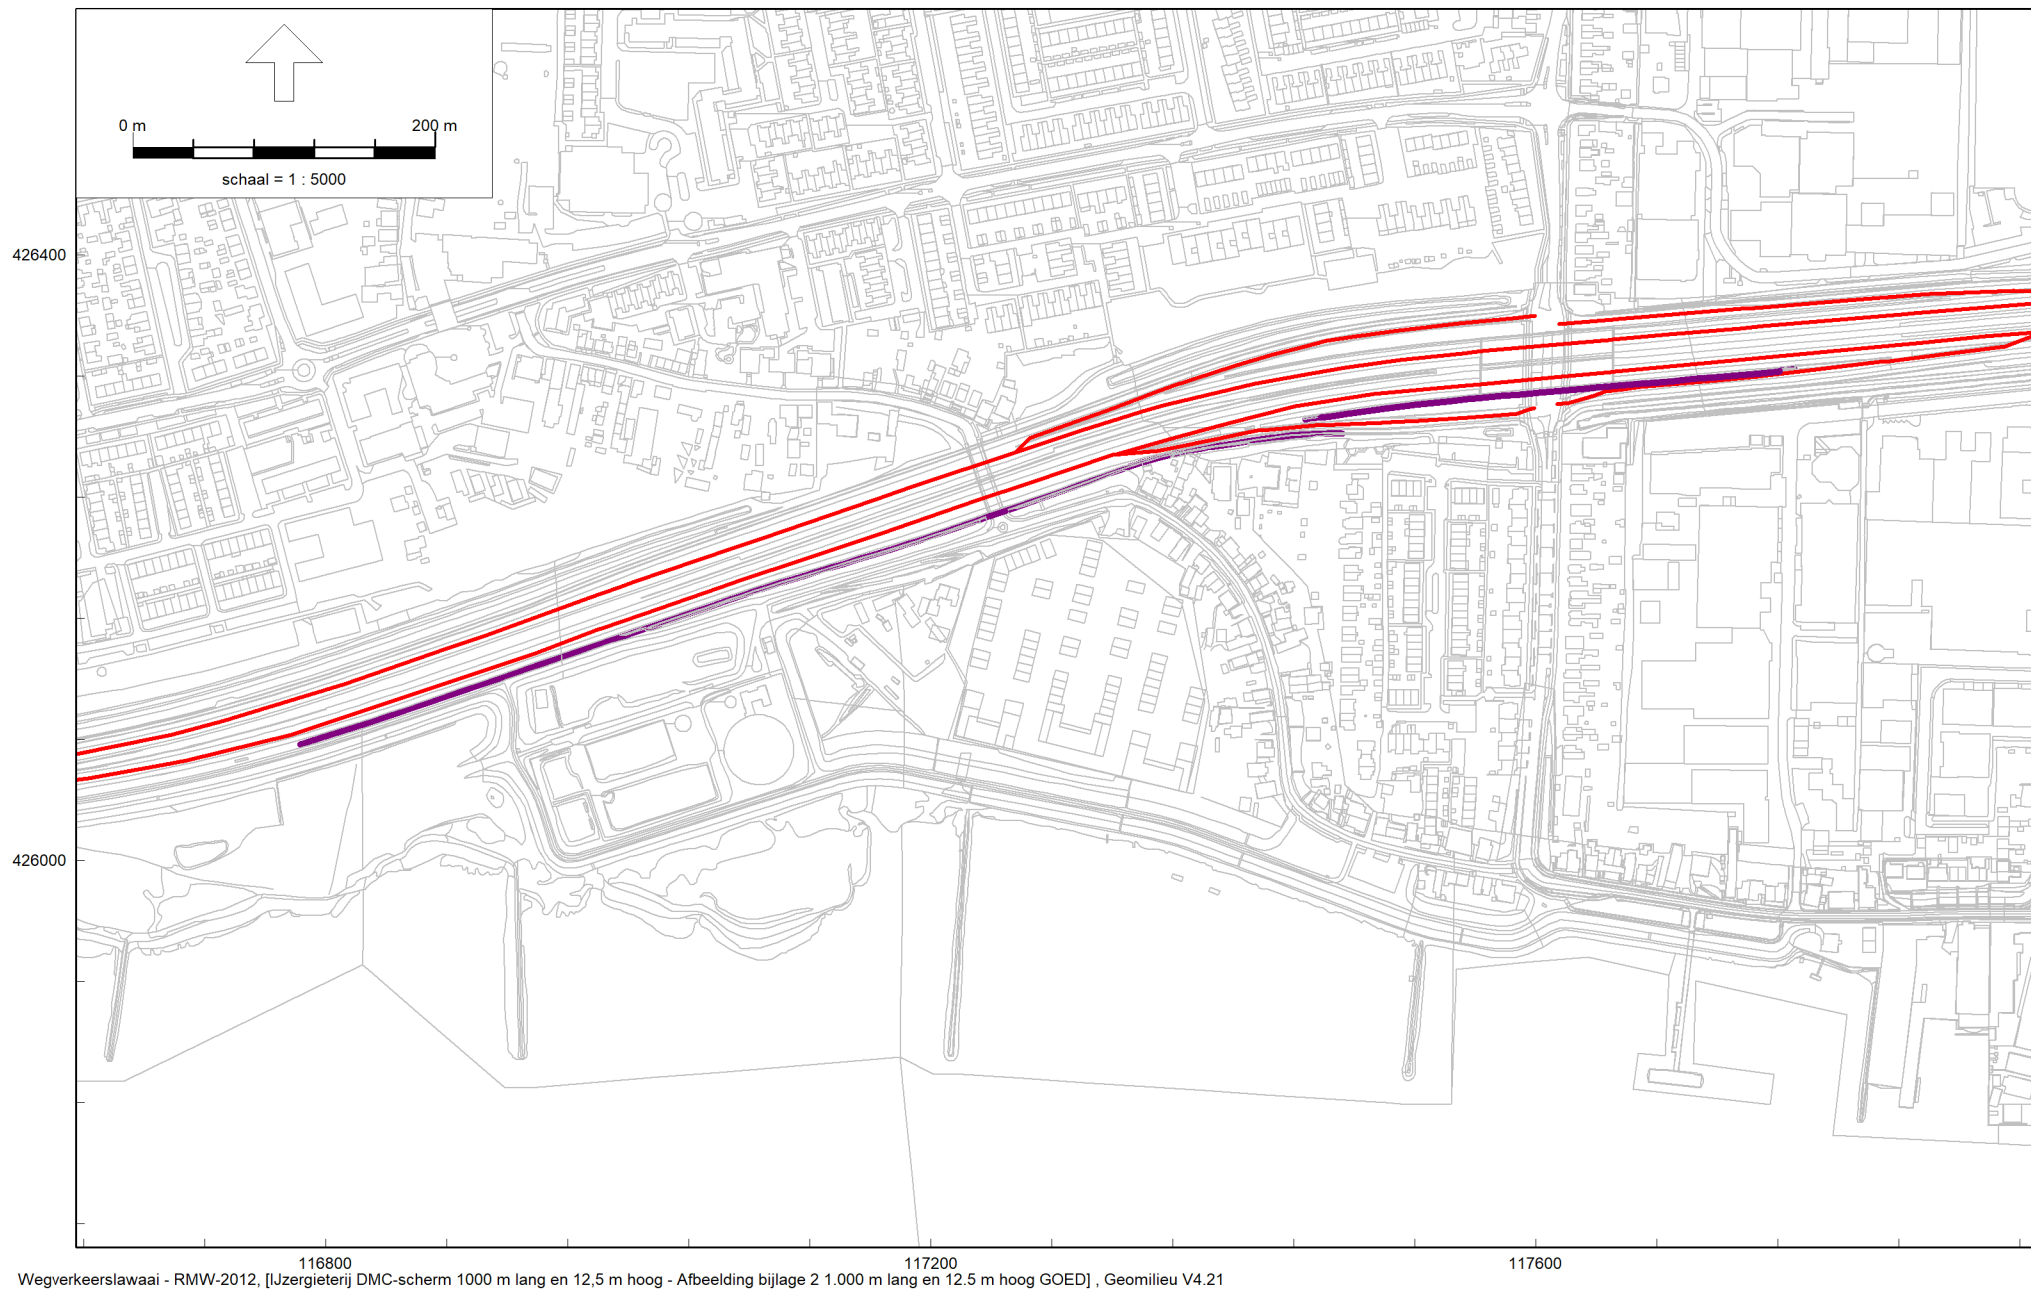 0 m 200 m
schaal = 1 : 5000
426400
426000
116800 117200 117600
Wegverkeerslawaai - RMW-2012, [IJzergieterij DMC-scherm 1000 m lang en 12,5 m hoog - Afbeelding bijlage 2 1.000 m lang en 12.5 m hoog GOED] , Geomilieu V4.21